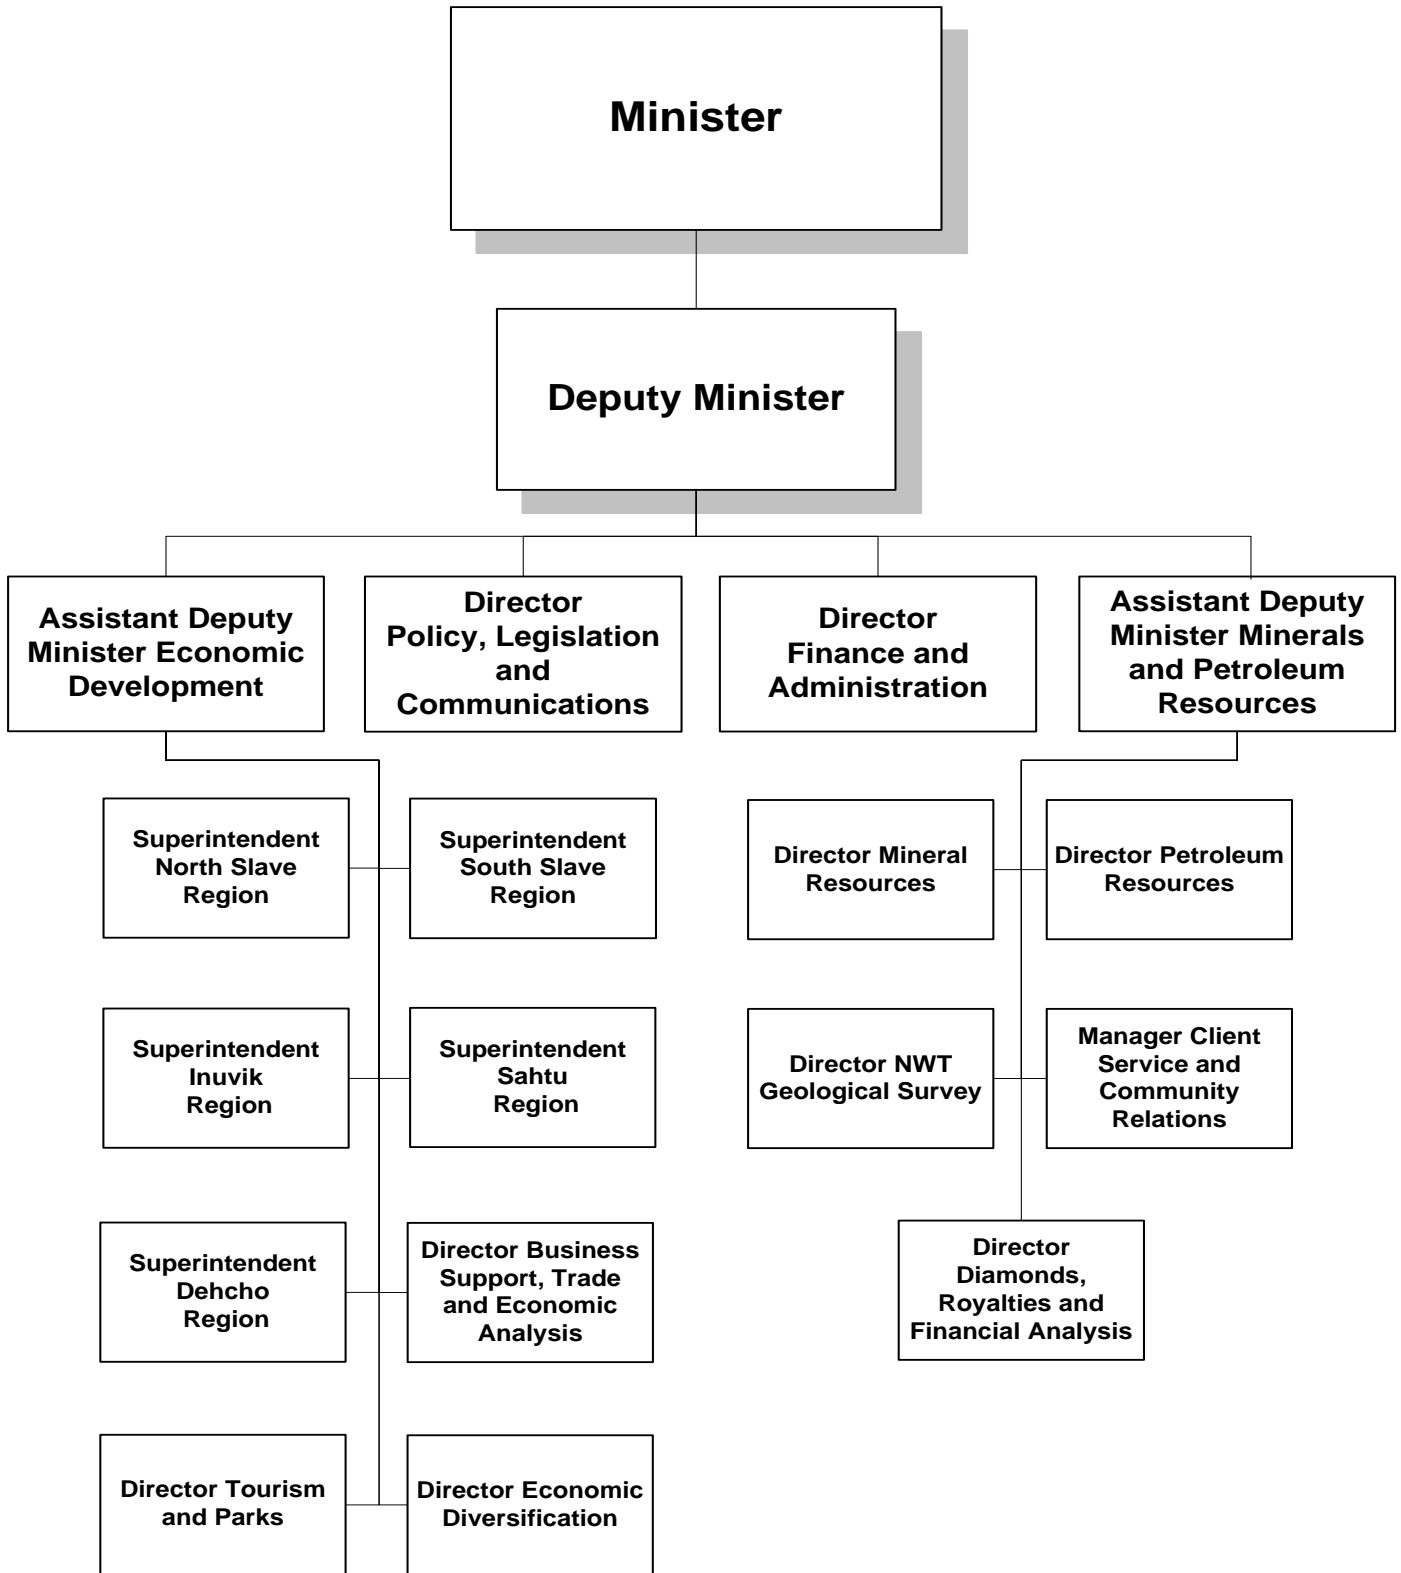 Minister
Deputy Minister
Assistant Deputy
Minister Economic
Development
Director
Policy, Legislation
and
Communications
Director
Finance and
Administration
Assistant Deputy
Minister Minerals
and Petroleum
Resources
Superintendent
North Slave
Region
Superintendent
South Slave
Region
Director Mineral
Resources
Director Petroleum
Resources
Superintendent
Inuvik
Region
Superintendent
Sahtu
Region
Director NWT
Geological Survey
Manager Client
Service and
Community
Relations
Superintendent
Dehcho
Region
Director Business
Support, Trade
and Economic
Analysis
Director
Diamonds,
Royalties and
Financial Analysis
Director Tourism
and Parks
Director Economic
Diversification